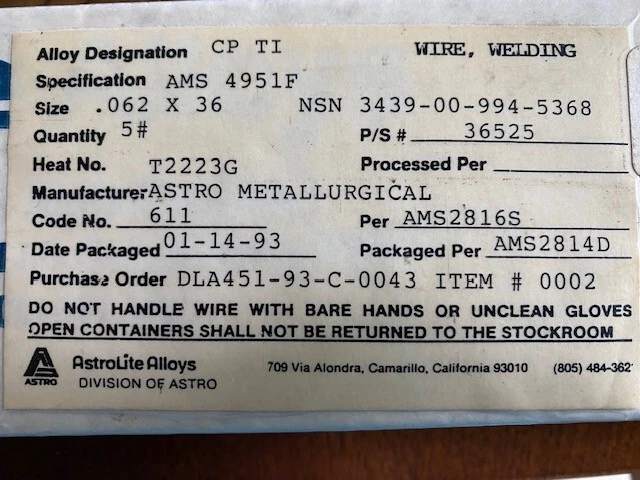 Alloy Designation CP TI WIRE, WELDING
Specification AMS 4951F
Size .062 X 36 NSN 3439-00-994-5368
Quantity 5# P/S # 36525
Heat No. T2223G Processed Per
Manufacturer ASTRO METALLURGICAL
Code No. 611 Per AMS2816S
Date Packaged 01-14-93 Packaged Per AMS2814D
Purchase Order DLA451-93-C-0043 ITEM # 0002
DO NOT HANDLE WIRE WITH BARE HANDS OR UNCLEAN GLOVES
OPEN CONTAINERS SHALL NOT BE RETURNED TO THE STOCKROOM
ASTRO AstroLite Alloys 709 Via Alondra, Camarillo, California 93010 (805) 484-362
DIVISION OF ASTRO